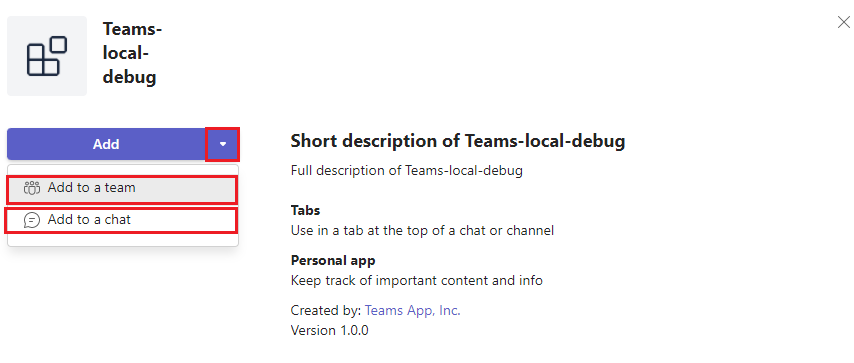 Teams-
local-
debug
Add
Add to a team
Add to a chat
Short description of Teams-local-debug
Full description of Teams-local-debug
Tabs
Use in a tab at the top of a chat or channel
Personal app
Keep track of important content and info
Created by: Teams App, Inc.
Version 1.0.0